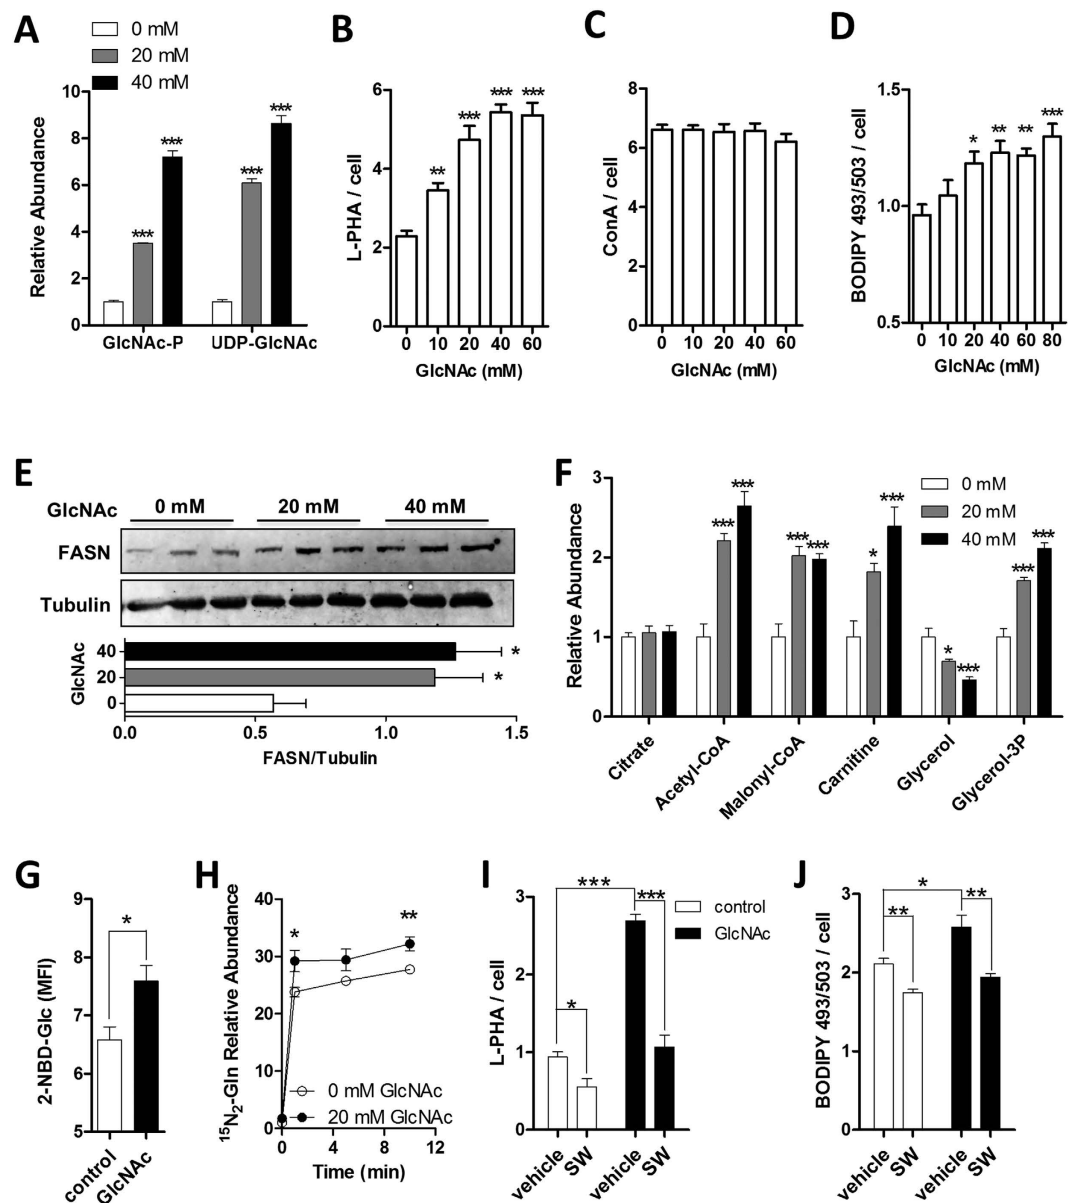 A
0 mM
20 mM
40 mM
Relative Abundance
10
8
6
4
2
0
*** *** *** ***
GlcNAc-P UDP-GlcNAc
B
L-PHA / cell
6
4
2
0
** *** *** ***
0 10 20 40 60
GlcNAc (mM)
C
ConA / cell
8
6
4
2
0
0 10 20 40 60
GlcNAc (mM)
D
BODIPY 493/503 / cell
1.5
1.0
0.5
* ** ** ***
0 10 20 40 60 80
GlcNAc (mM)
E
GlcNAc 0 mM 20 mM 40 mM
FASN
Tubulin
GlcNAc
40 *
20 *
0
0.0 0.5 1.0 1.5
FASN/Tubulin
F
0 mM
20 mM
40 mM
Relative Abundance
3
2
1
0
*** *** *** *** * *** * *** *** ***
Citrate Acetyl-CoA Malonyl-CoA Carnitine Glycerol Glycerol-3P
G
2-NBD-Glc (MFI)
9
8
7
6
5
*
control GlcNAc
H
15N2-Gln Relative Abundance
40
30
20
10
0
* **
0 mM GlcNAc
20 mM GlcNAc
0 4 8 12
Time (min)
I
L-PHA / cell
3
2
1
0
*** ***
*
control
GlcNAc
vehicle SW vehicle SW
J
BODIPY 493/503 / cell
3
2
1
0
* **
**
vehicle SW vehicle SW